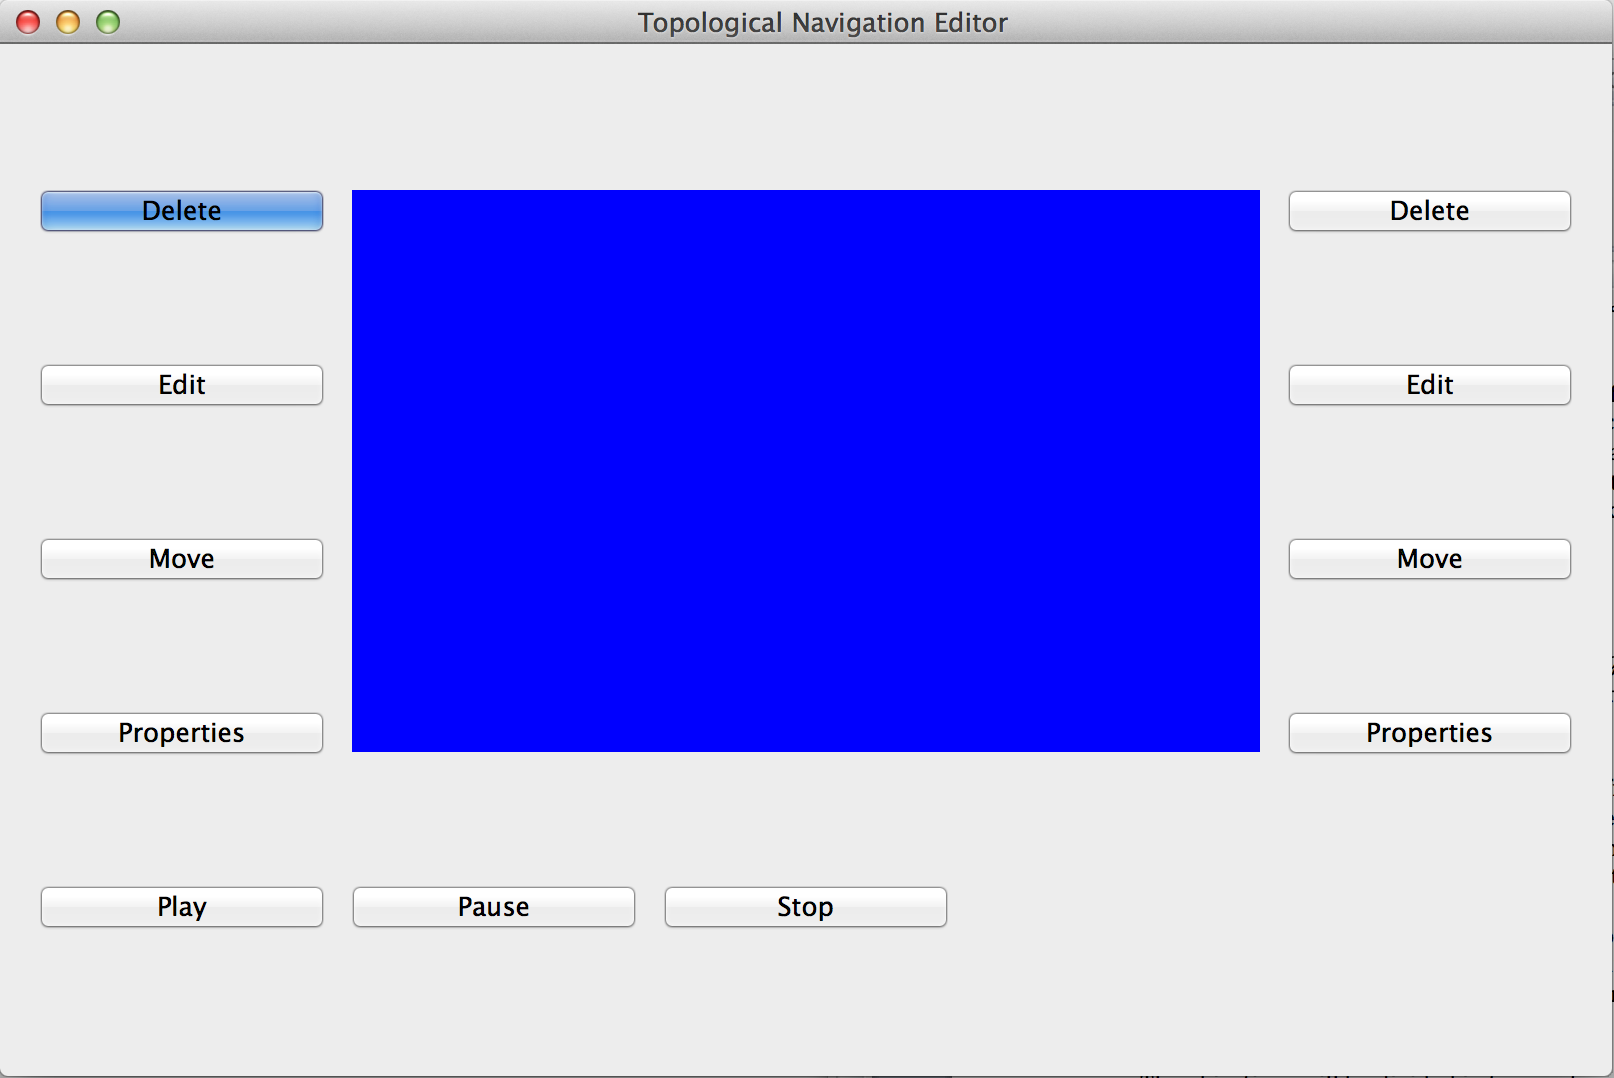 Topological Navigation Editor
Delete
Delete
Edit
Edit
Move
Move
Properties
Properties
Play
Pause
Stop